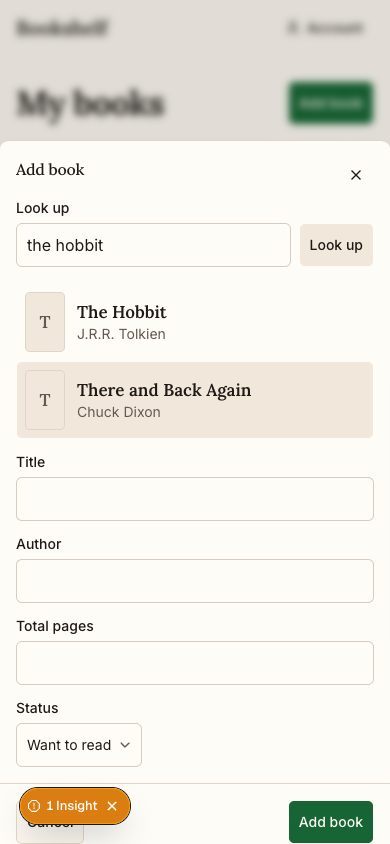 Bookshelf
Account
My books
Add book
Add book
Look up
the hobbit
Look up
T
The Hobbit
J.R.R. Tolkien
T
There and Back Again
Chuck Dixon
Title
Author
Total pages
Status
Want to read
1 Insight
Cancel
Add book